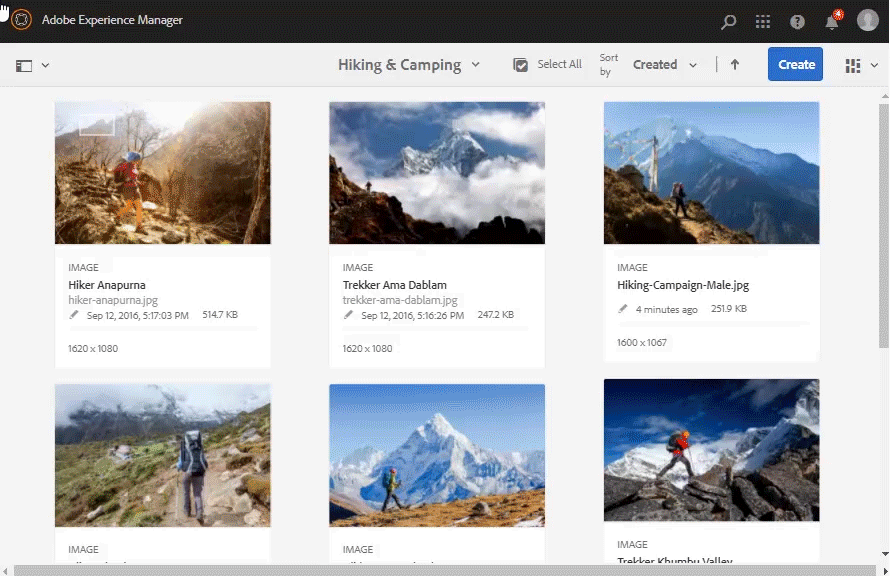 Adobe Experience Manager
4
Hiking & Camping
Select All
Sort by
Created
Create
IMAGE
Hiker Anapurna
hiker-anapurna.jpg
Sep 12, 2016, 5:17:03 PM 514.7 KB
1620 x 1080
IMAGE
Trekker Ama Dablam
trekker-ama-dablam.jpg
Sep 12, 2016, 5:16:26 PM 247.2 KB
1620 x 1080
IMAGE
Hiking-Campaign-Male.jpg
4 minutes ago 251.9 KB
1600 x 1067
IMAGE
IMAGE
IMAGE
Trekker Khumbu Valley